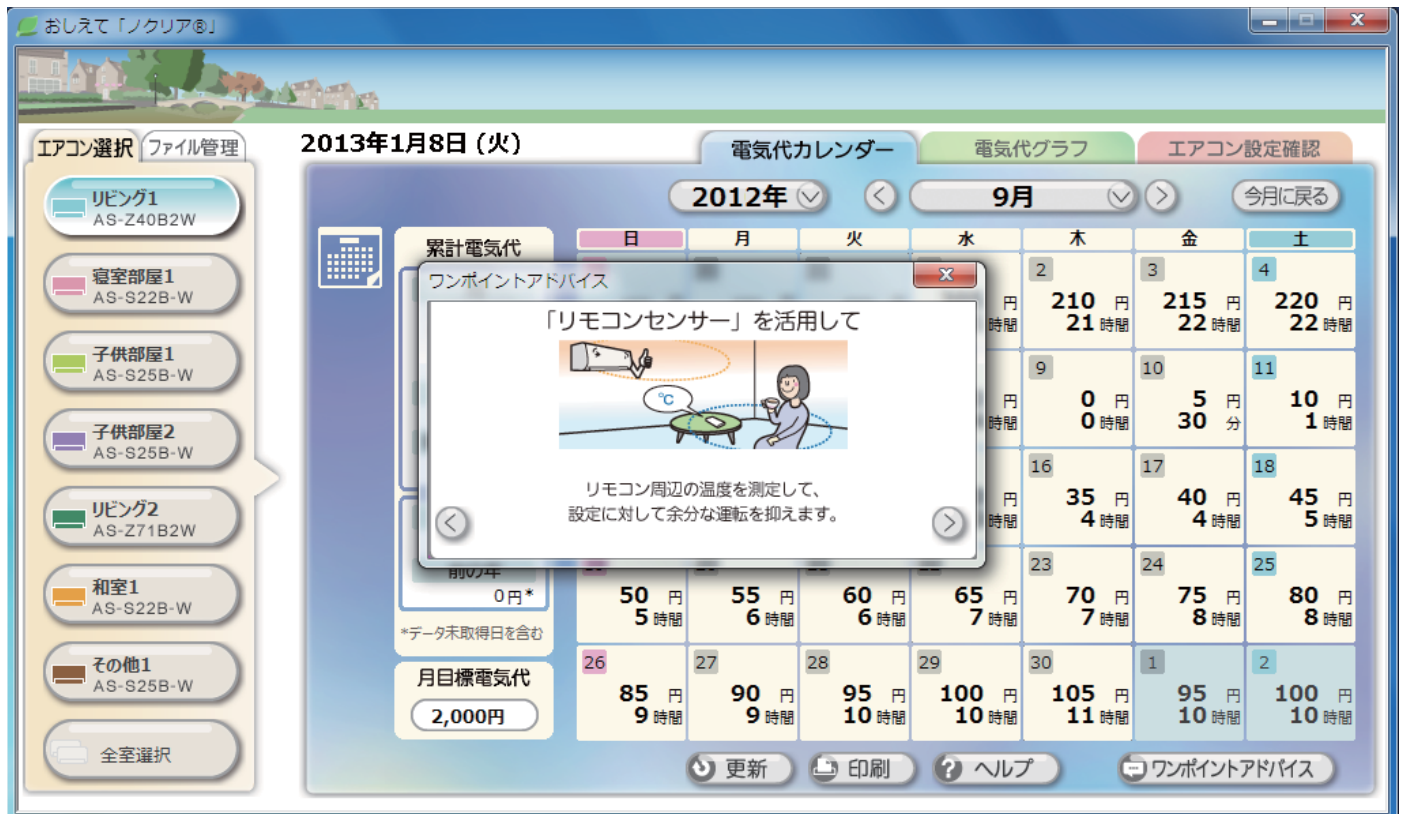 おしえて「ノクリア®」
エアコン選択 ファイル管理
2013年1月8日 (火)
電気代カレンダー 電気代グラフ エアコン設定確認
2012年 9月 今月に戻る
リビング1
AS-Z40B2W
寝室部屋1
AS-S22B-W
子供部屋1
AS-S25B-W
子供部屋2
AS-S25B-W
リビング2
AS-Z71B2W
和室1
AS-S22B-W
その他1
AS-S25B-W
全室選択
累計電気代
前の年
0円*
*データ未取得日を含む
月目標電気代
2,000円
日 月 火 水 木 金 土
2 3 4
円 210 円 215 円 220 円
時間 21 時間 22 時間 22 時間
9 10 11
円 0 円 5 円 10 円
時間 0 時間 30 分 1 時間
16 17 18
円 35 円 40 円 45 円
時間 4 時間 4 時間 5 時間
23 24 25
50 円 55 円 60 円 65 円 70 円 75 円 80 円
5 時間 6 時間 6 時間 7 時間 7 時間 8 時間 8 時間
26 27 28 29 30 1 2
85 円 90 円 95 円 100 円 105 円 95 円 100 円
9 時間 9 時間 10 時間 10 時間 11 時間 10 時間 10 時間
ワンポイントアドバイス
「リモコンセンサー」を活用して
℃
リモコン周辺の温度を測定して、
設定に対して余分な運転を抑えます。
更新 印刷 ? ヘルプ ワンポイントアドバイス